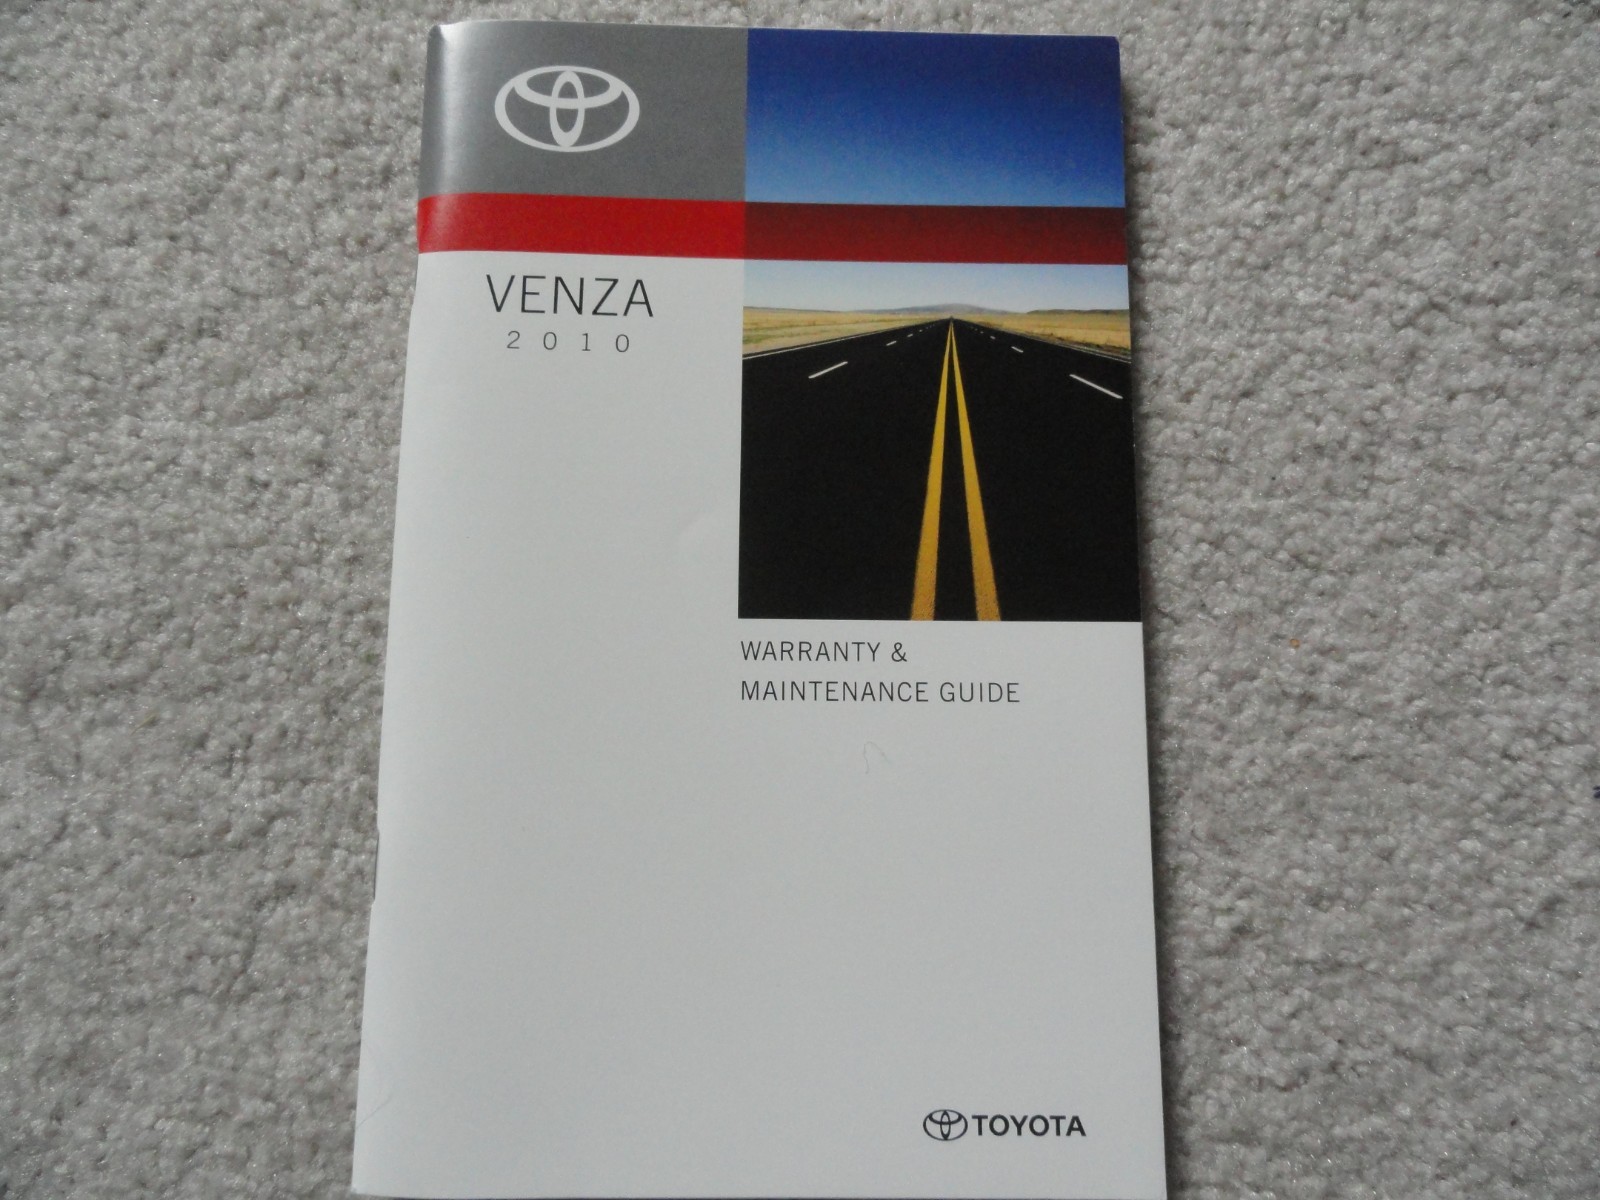 VENZA
2010
WARRANTY &
MAINTENANCE GUIDE
TOYOTA